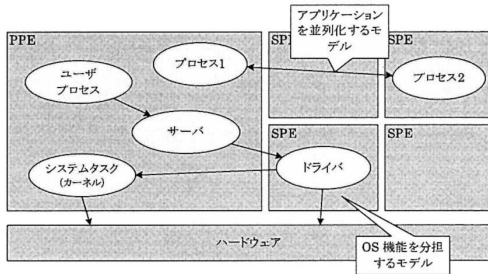 アプリケーション
を並列化するモ
デル
PPE
SPE
SPE
ユーザ
プロセス
プロセス1
プロセス2
サーバ
SPE
SPE
システムタスク
(カーネル)
ドライバ
ハードウェア
OS 機能を分担
するモデル